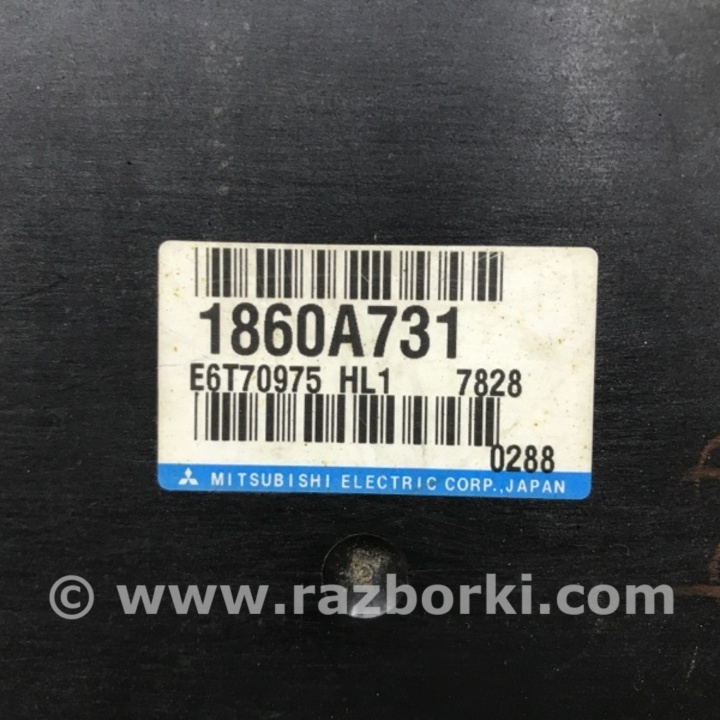 1860A731
E6T70975 HL1 7828
0288
MITSUBISHI ELECTRIC CORP.,JAPAN
© www.razborki.com